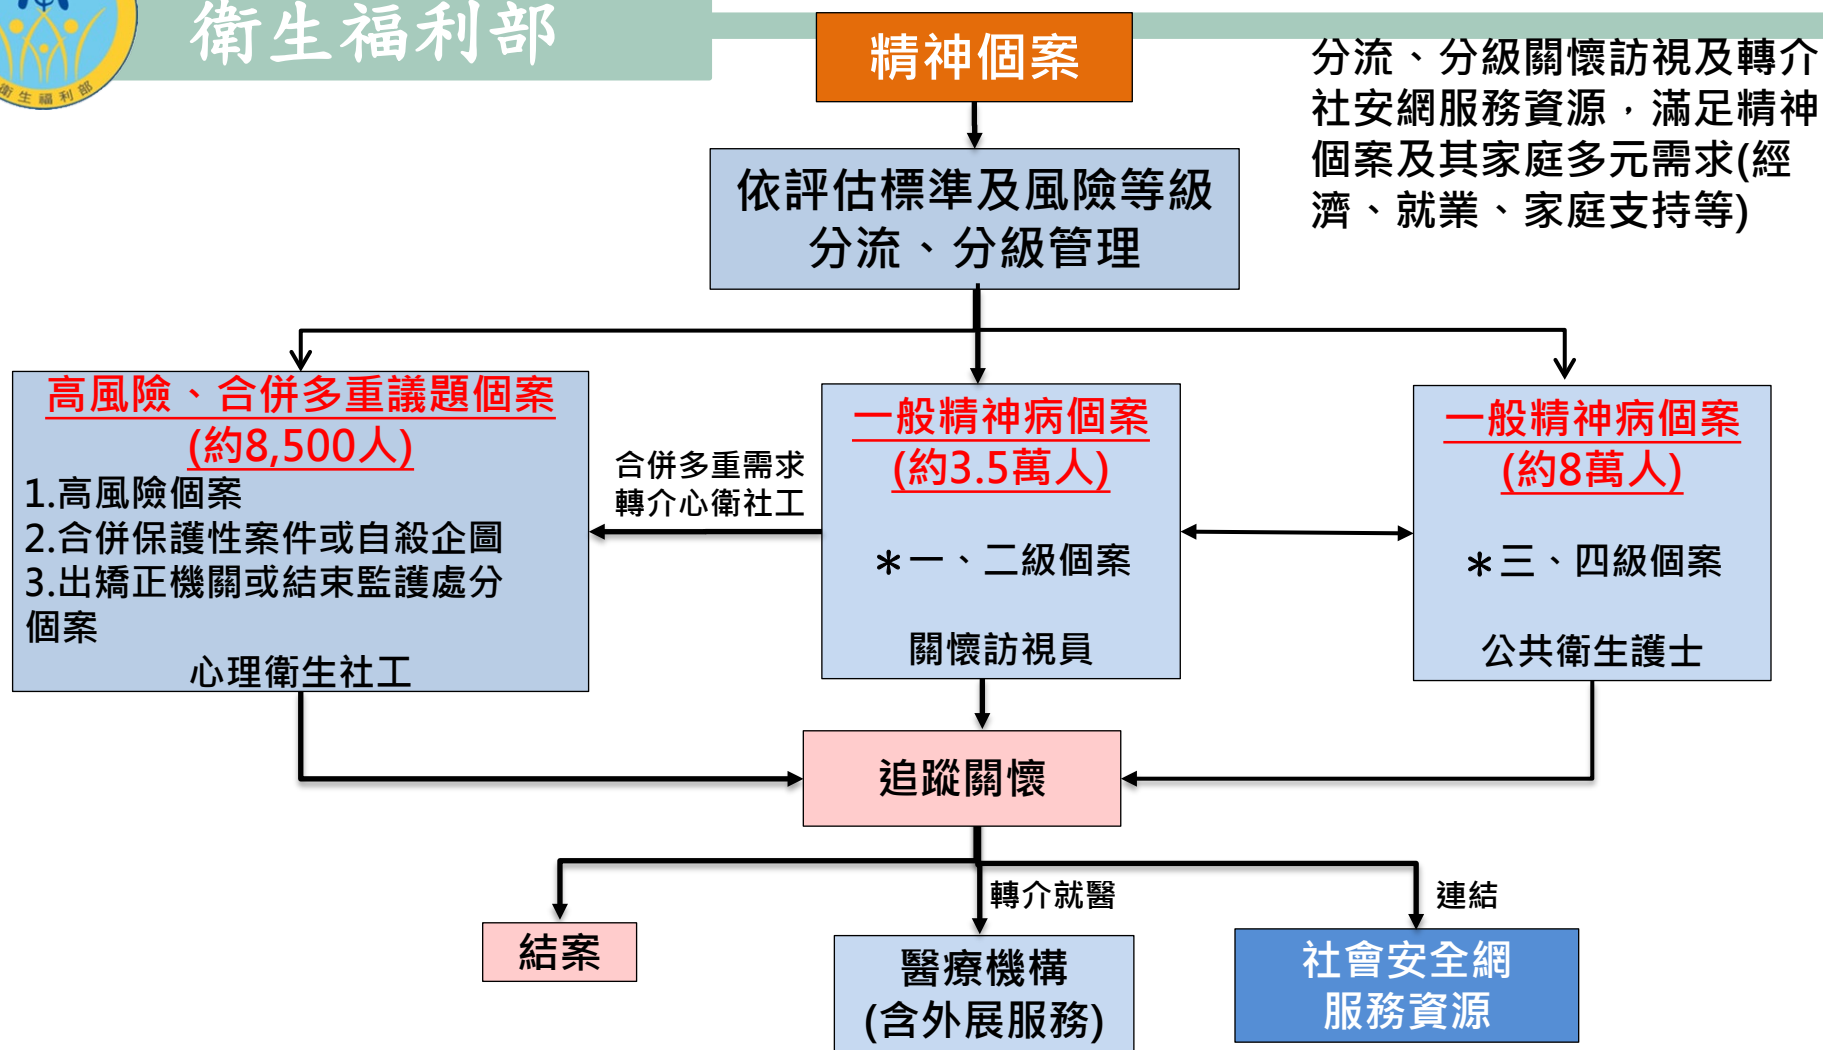 衛生福利部
衛生福利部
精神個案
分流、分級關懷訪視及轉介
社安網服務資源，滿足精神
個案及其家庭多元需求(經
濟、就業、家庭支持等)
依評估標準及風險等級
分流、分級管理
高風險、合併多重議題個案
(約8,500人)
1.高風險個案
2.合併保護性案件或自殺企圖
3.出矯正機關或結束監護處分
個案
心理衛生社工
合併多重需求
轉介心衛社工
一般精神病個案
(約3.5萬人)
＊一、二級個案
關懷訪視員
一般精神病個案
(約8萬人)
＊三、四級個案
公共衛生護士
追蹤關懷
轉介就醫
連結
結案
醫療機構
(含外展服務)
社會安全網
服務資源